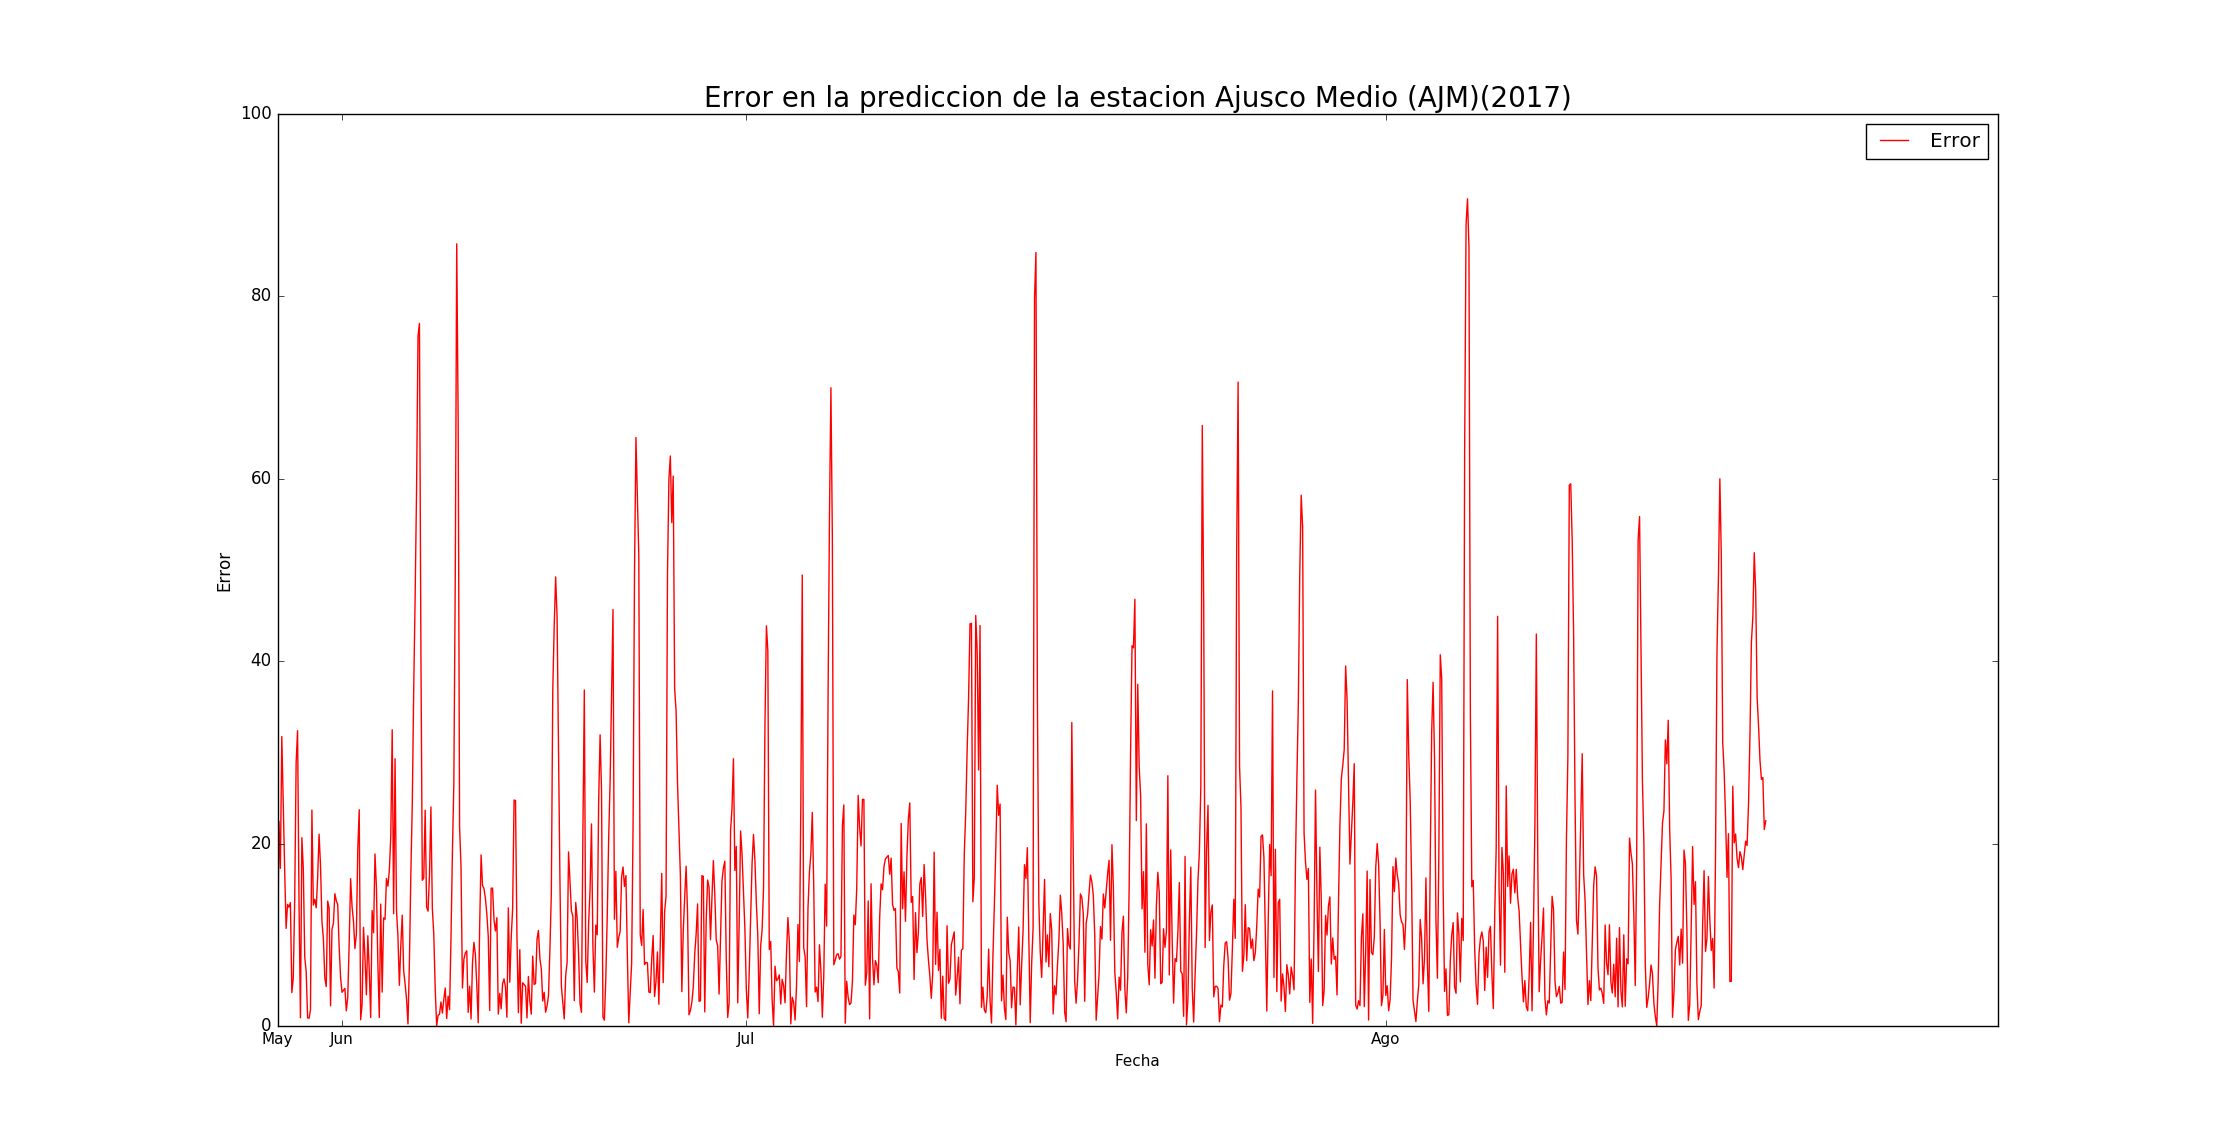 Error en la prediccion de la estacion Ajusco Medio (AJM)(2017)
100
Error
80
60
Error
40
20
0
May Jun Jul Ago
Fecha